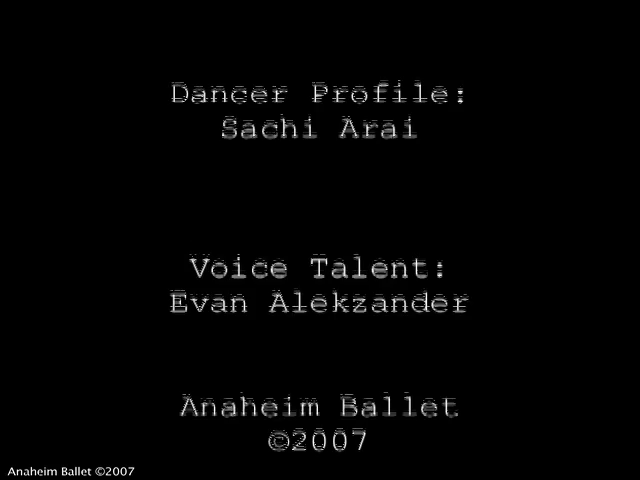 Dancer Profile:
Sachi Arai
Voice Talent:
Evan Alekzander
Anaheim Ballet
©2007
Anaheim Ballet ©2007